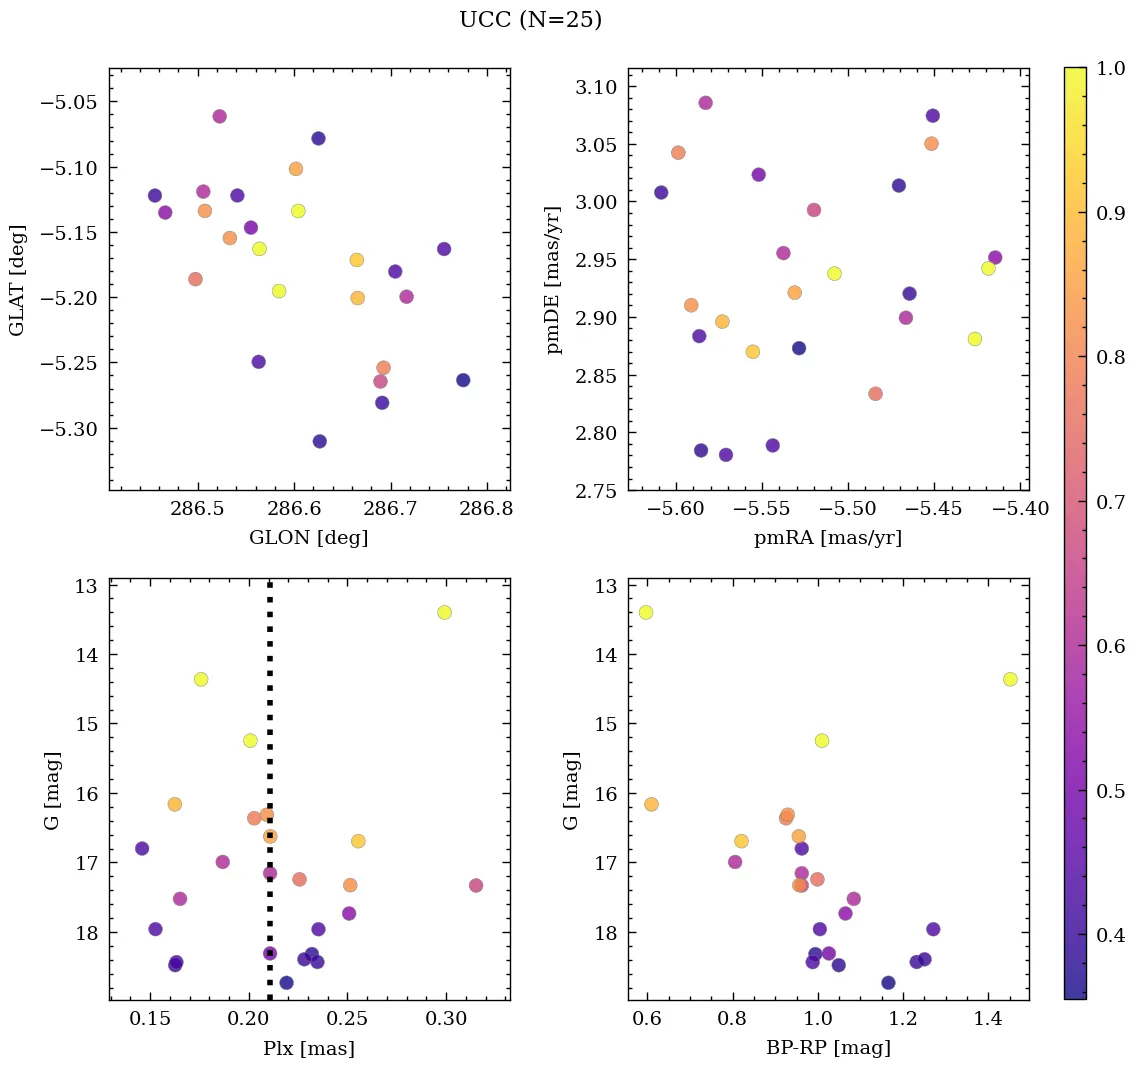 UCC (N=25)
−5.05
−5.10
−5.15
−5.20
−5.25
−5.30
GLAT [deg]
286.5 286.6 286.7 286.8
GLON [deg]
3.10
3.05
3.00
2.95
2.90
2.85
2.80
2.75
pmDE [mas/yr]
−5.60 −5.55 −5.50 −5.45 −5.40
pmRA [mas/yr]
13
14
15
16
17
18
G [mag]
0.15 0.20 0.25 0.30
Plx [mas]
13
14
15
16
17
18
G [mag]
0.6 0.8 1.0 1.2 1.4
BP-RP [mag]
1.0
0.9
0.8
0.7
0.6
0.5
0.4